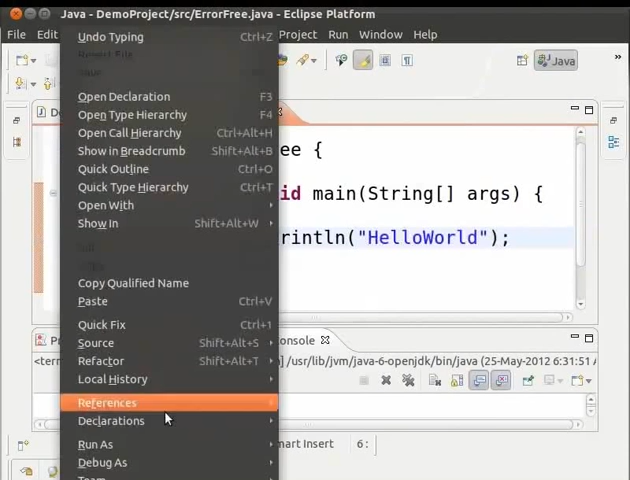 Java - DemoProject/src/ErrorFree.java - Eclipse Platform
File Edit Project Run Window Help
Undo Typing Ctrl+Z
Revert File
Save
Java
Open Declaration F3
Open Type Hierarchy F4
Open Call Hierarchy Ctrl+Alt+H
Show in Breadcrumb Shift+Alt+B
Quick Outline Ctrl+O
Quick Type Hierarchy Ctrl+T
Open With
Show In Shift+Alt+W
Copy Qualified Name
Paste Ctrl+V
Quick Fix Ctrl+1
Source Shift+Alt+S
Refactor Shift+Alt+T
Local History
References
Declarations
Run As
Debug As
Team
ee {
id main(String[] args) {
rintln("HelloWorld");
onsole
<ter
] /usr/lib/jvm/java-6-openjdk/bin/java (25-May-2012 6:31:51
mart Insert 6: